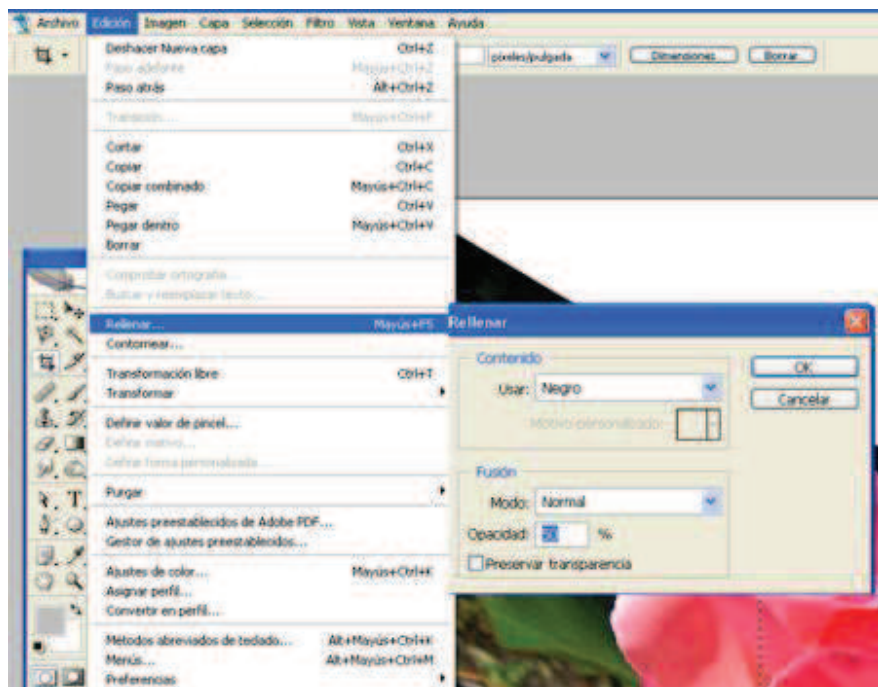 Archivo Edición Imagen Capa Selección Filtro Vista Ventana Ayuda
píxeles/pulgada Dimensiones Borrar
Deshacer Nueva capa Ctrl+Z
Paso adelante Mayús+Ctrl+Z
Paso atrás Alt+Ctrl+Z
Transición... Mayús+Ctrl+F
Cortar Ctrl+X
Copiar Ctrl+C
Copiar combinado Mayús+Ctrl+C
Pegar Ctrl+V
Pegar dentro Mayús+Ctrl+V
Borrar
Comprobar ortografía...
Buscar y reemplazar texto...
Rellenar... Mayús+F5
Contornear...
Transformación libre Ctrl+T
Transformar
Definir valor de pincel...
Definir motivo...
Definir forma personalizada...
Purgar
Ajustes preestablecidos de Adobe PDF...
Gestor de ajustes preestablecidos...
Ajustes de color... Mayús+Ctrl+K
Asignar perfil...
Convertir en perfil...
Métodos abreviados de teclado... Alt+Mayús+Ctrl+K
Menús... Alt+Mayús+Ctrl+M
Preferencias
Rellenar
Contenido
Usar: Negro
Motivo personalizado:
Fusión
Modo: Normal
Opacidad: 50 %
Preservar transparencia
OK
Cancelar
T